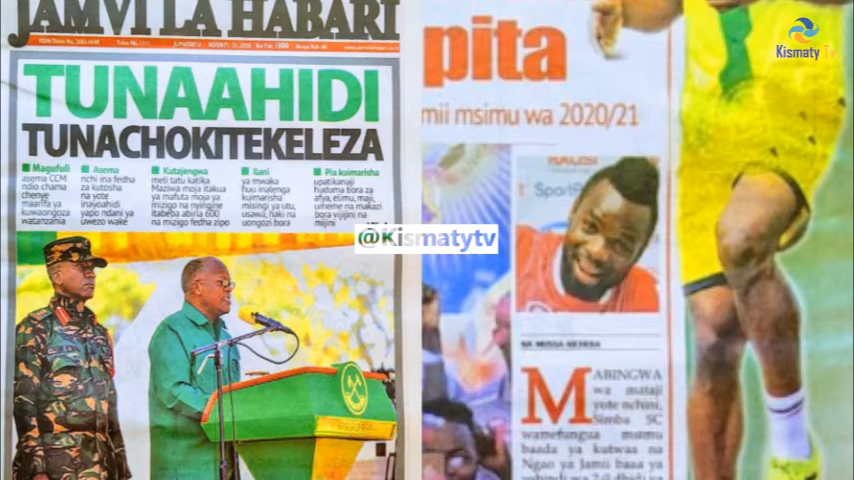 JAMVI LA HABARI
TUNAAHIDI
TUNACHOKITEKELEZA
Magufuli
asema CCM
ndio chama
chenye
maarifa ya
kuwaongoza
watanzania
Asema
nchi ina fedha
za kutosha
na yote
inayoyahidi
yapo ndani ya
uwezo wake
Kutajengwa
meli tatu katika
Maziwa moja itakua
ya mafuta moja ya
mizigo na nyingine
itabeba abiria 600
na mizigo fedha zipo
Ilani
ya mwaka
huu inalenga
kuimarisha
misingi ya utu,
usawa, haki na
uongozi bora
Pia kuimarisha
upatikanaji
huduma bora za
afya, elimu, maji,
umeme na makazi
bora vijijini na
mijini
@Kismatytv
pita
mii msimu wa 2020/21
Kismaty Tv
SportP
MABINGWA
wa mataji
yote nchini,
Simba SC
wamefungua msimu
baada ya kutwaa na
Ngao ya Jamii baaa ya